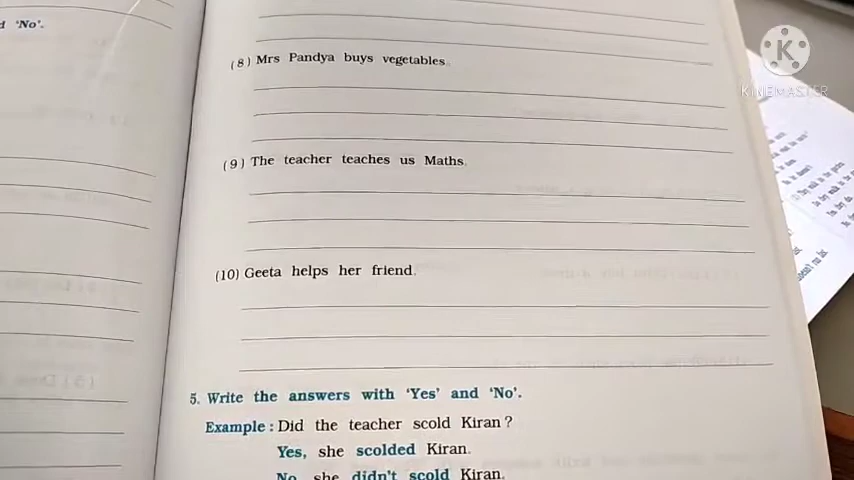 d 'No'.
(8) Mrs Pandya buys vegetables.
(9) The teacher teaches us Maths.
(10) Geeta helps her friend.
5. Write the answers with 'Yes' and 'No'.
Example : Did the teacher scold Kiran ?
Yes, she scolded Kiran.
No, she didn't scold Kiran.
K
KINEMASTER